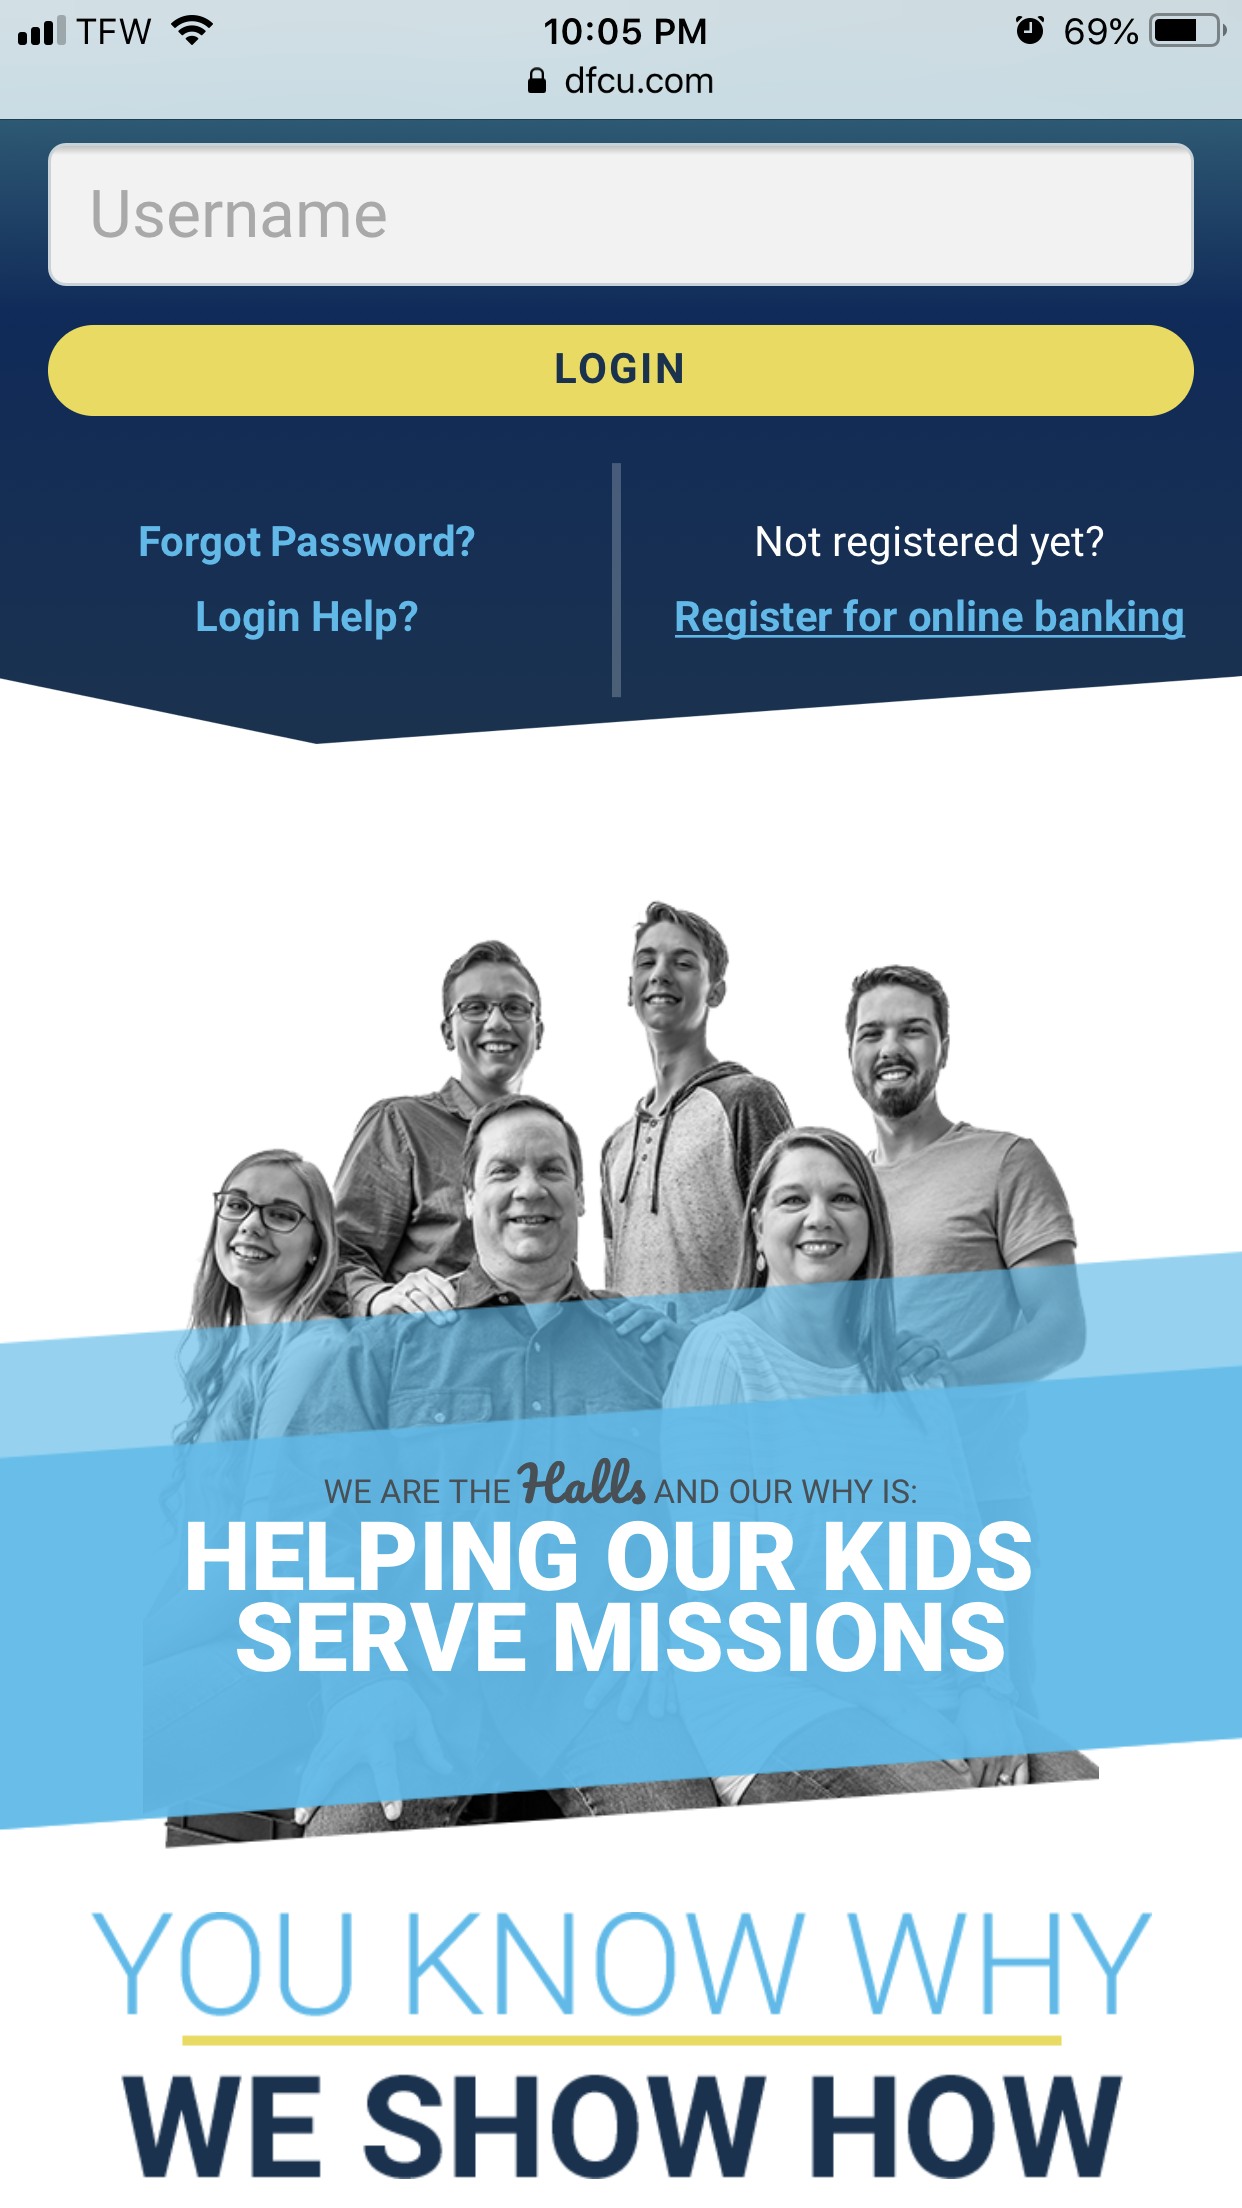 TFW 10:05 PM 69%
dfcu.com
Username
LOGIN
Forgot Password?
Login Help?
Not registered yet?
Register for online banking
WE ARE THE Halls AND OUR WHY IS:
HELPING OUR KIDS
SERVE MISSIONS
YOU KNOW WHY
WE SHOW HOW